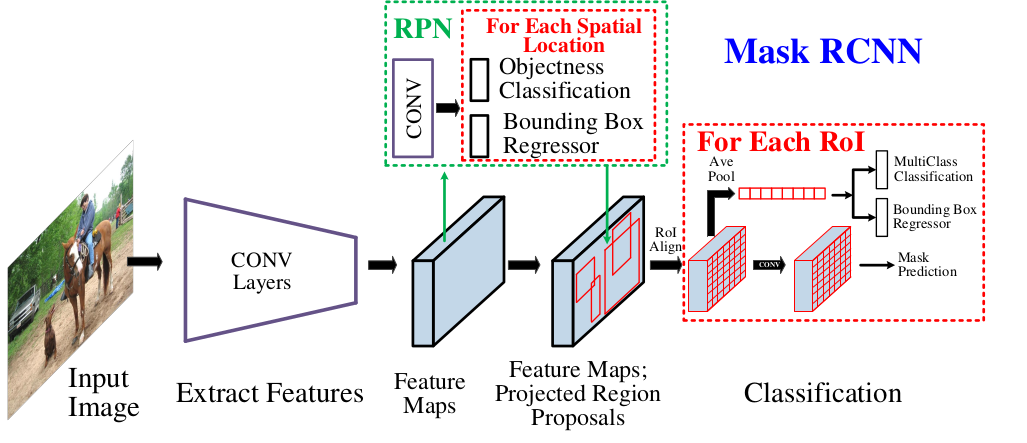 RPN
For Each Spatial
Location
CONV
Objectness
Classification
Bounding Box
Regressor
Mask RCNN
For Each RoI
Ave
Pool
MultiClass
Classification
Bounding Box
Regressor
CONV
Layers
RoI
Align
CONV
Mask
Prediction
Input
Image
Extract Features
Feature
Maps
Feature Maps;
Projected Region
Proposals
Classification